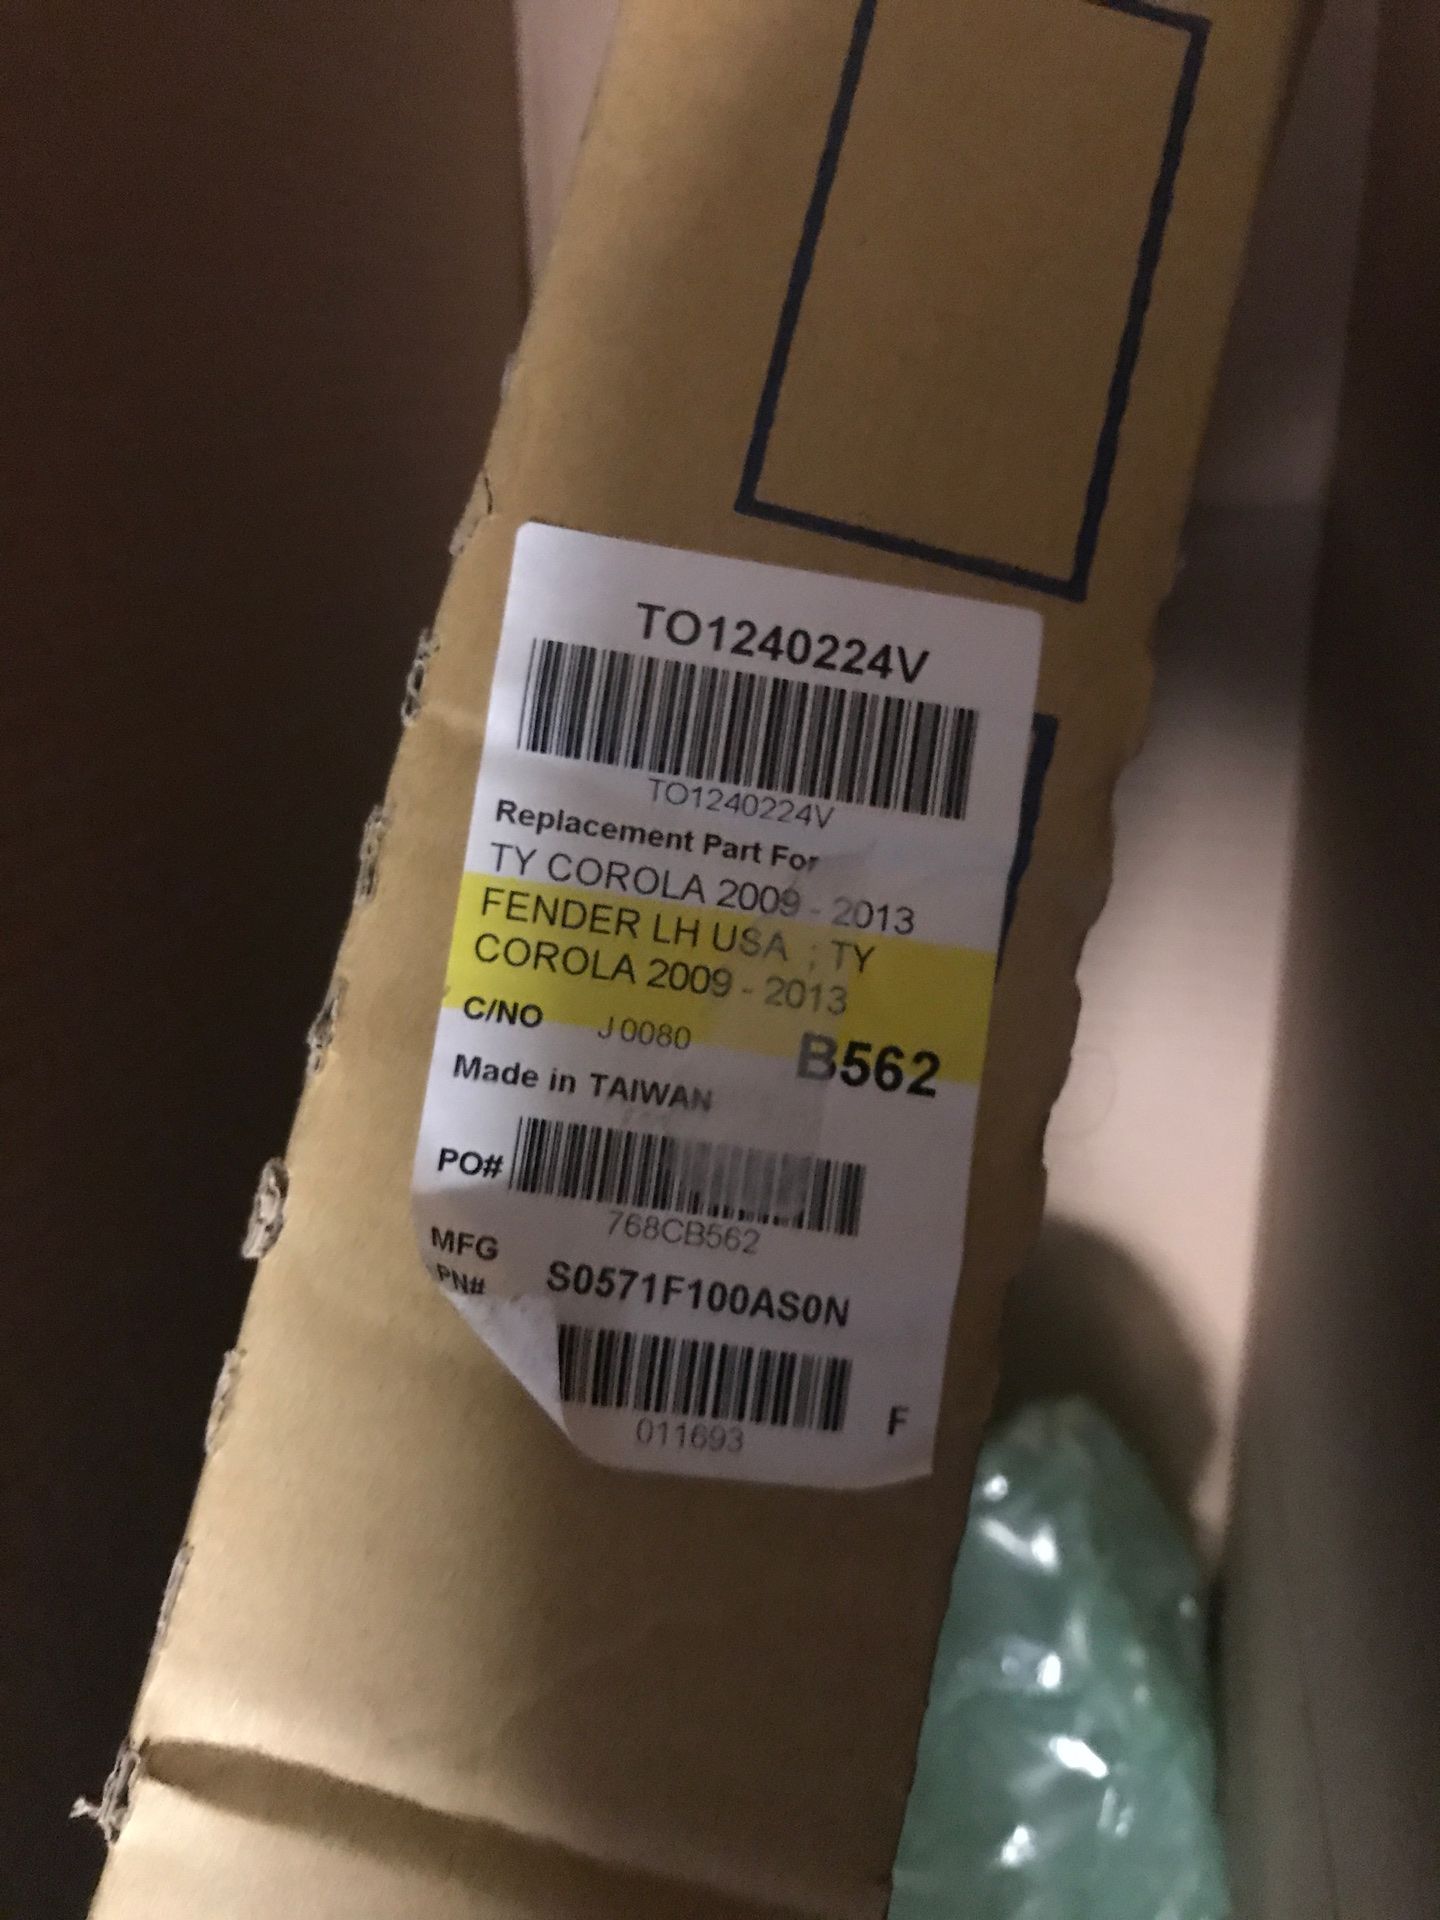 TO1240224V
TO1240224V
Replacement Part For
TY COROLA 2009 - 2013
FENDER LH USA ; TY
COROLA 2009 - 2013
C/NO J0080 B562
Made in TAIWAN
PO#
768CB562
MFG
PN# S0571F100AS0N
011693 F